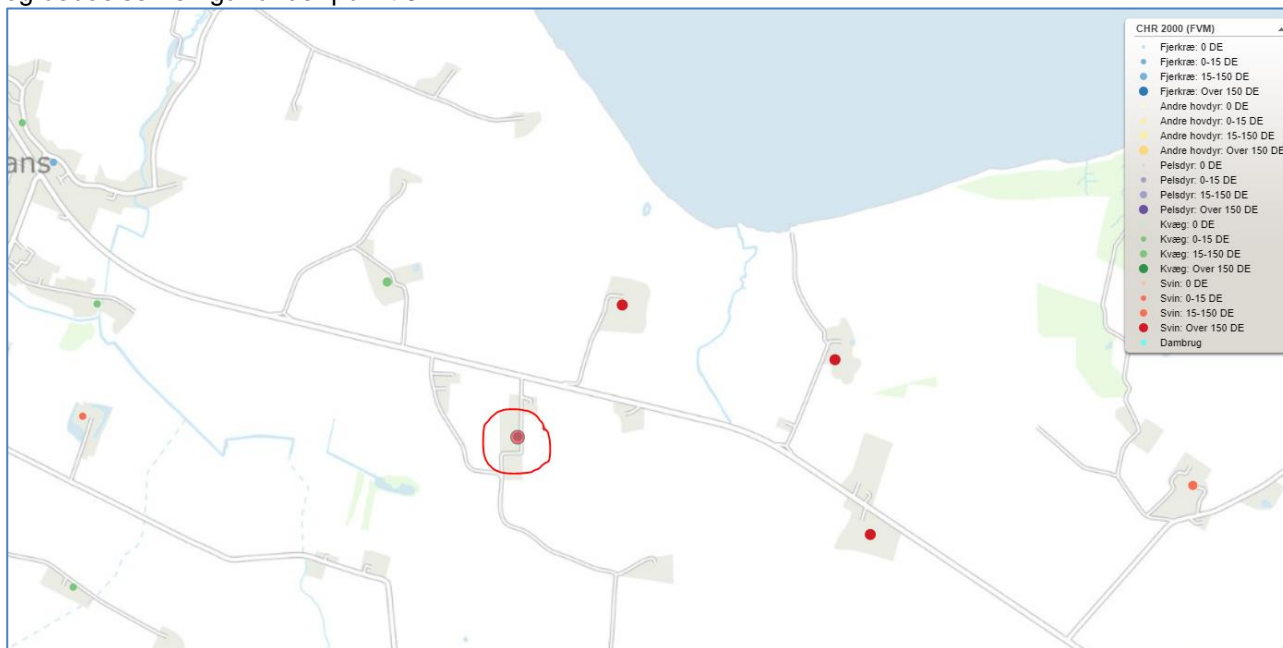 ans
CHR 2000 (FVM)
Fjerkræ: 0 DE
Fjerkræ: 0-15 DE
Fjerkræ: 15-150 DE
Fjerkræ: Over 150 DE
Andre hovdyr: 0 DE
Andre hovdyr: 0-15 DE
Andre hovdyr: 15-150 DE
Andre hovdyr: Over 150 DE
Pelsdyr: 0 DE
Pelsdyr: 0-15 DE
Pelsdyr: 15-150 DE
Pelsdyr: Over 150 DE
Kvæg: 0 DE
Kvæg: 0-15 DE
Kvæg: 15-150 DE
Kvæg: Over 150 DE
Svin: 0 DE
Svin: 0-15 DE
Svin: 15-150 DE
Svin: Over 150 DE
Dambrug